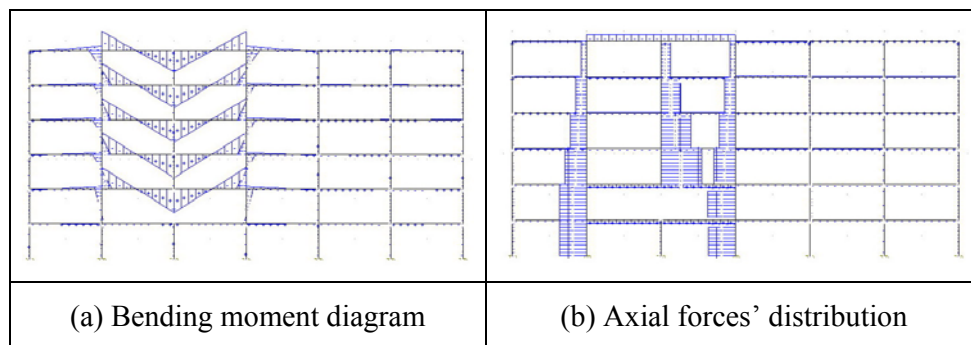 (a) Bending moment diagram
(b) Axial forces’ distribution